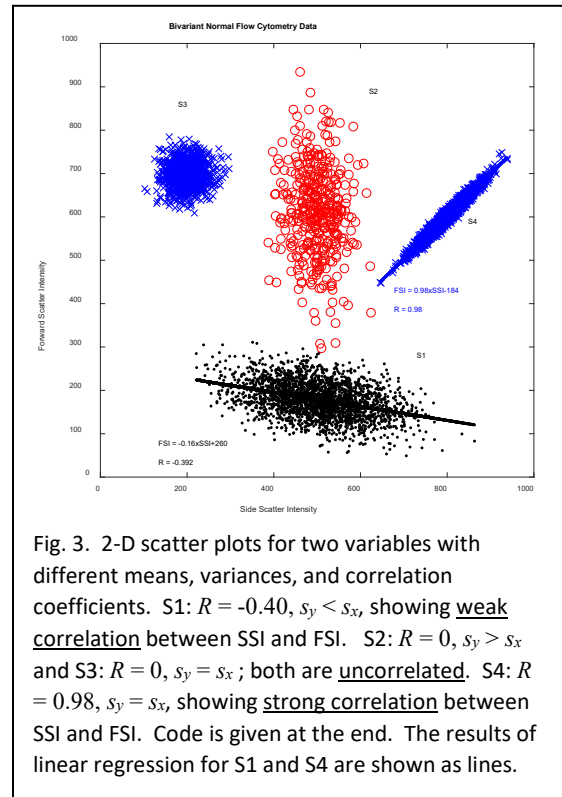 Bivariant Normal Flow Cytometry Data
1000
900
800
700
600
500
400
300
200
100
0
Forward Scatter Intensity
S3
S2
S4
FSI = 0.98xSSI-184
R = 0.98
S1
FSI = -0.16xSSI+260
R = -0.392
0 200 400 600 800 1000
Side Scatter Intensity
Fig. 3. 2-D scatter plots for two variables with
different means, variances, and correlation
coefficients. S1: R = -0.40, sy < sx, showing weak
correlation between SSI and FSI. S2: R = 0, sy > sx
and S3: R = 0, sy = sx ; both are uncorrelated. S4: R
= 0.98, sy = sx, showing strong correlation between
SSI and FSI. Code is given at the end. The results of
linear regression for S1 and S4 are shown as lines.